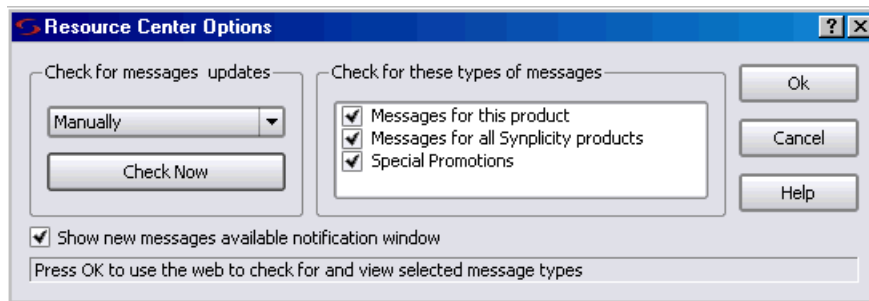 Resource Center Options
Check for messages updates
Manually
Check Now
Check for these types of messages
Messages for this product
Messages for all Synplicity products
Special Promotions
Ok
Cancel
Help
Show new messages available notification window
Press OK to use the web to check for and view selected message types